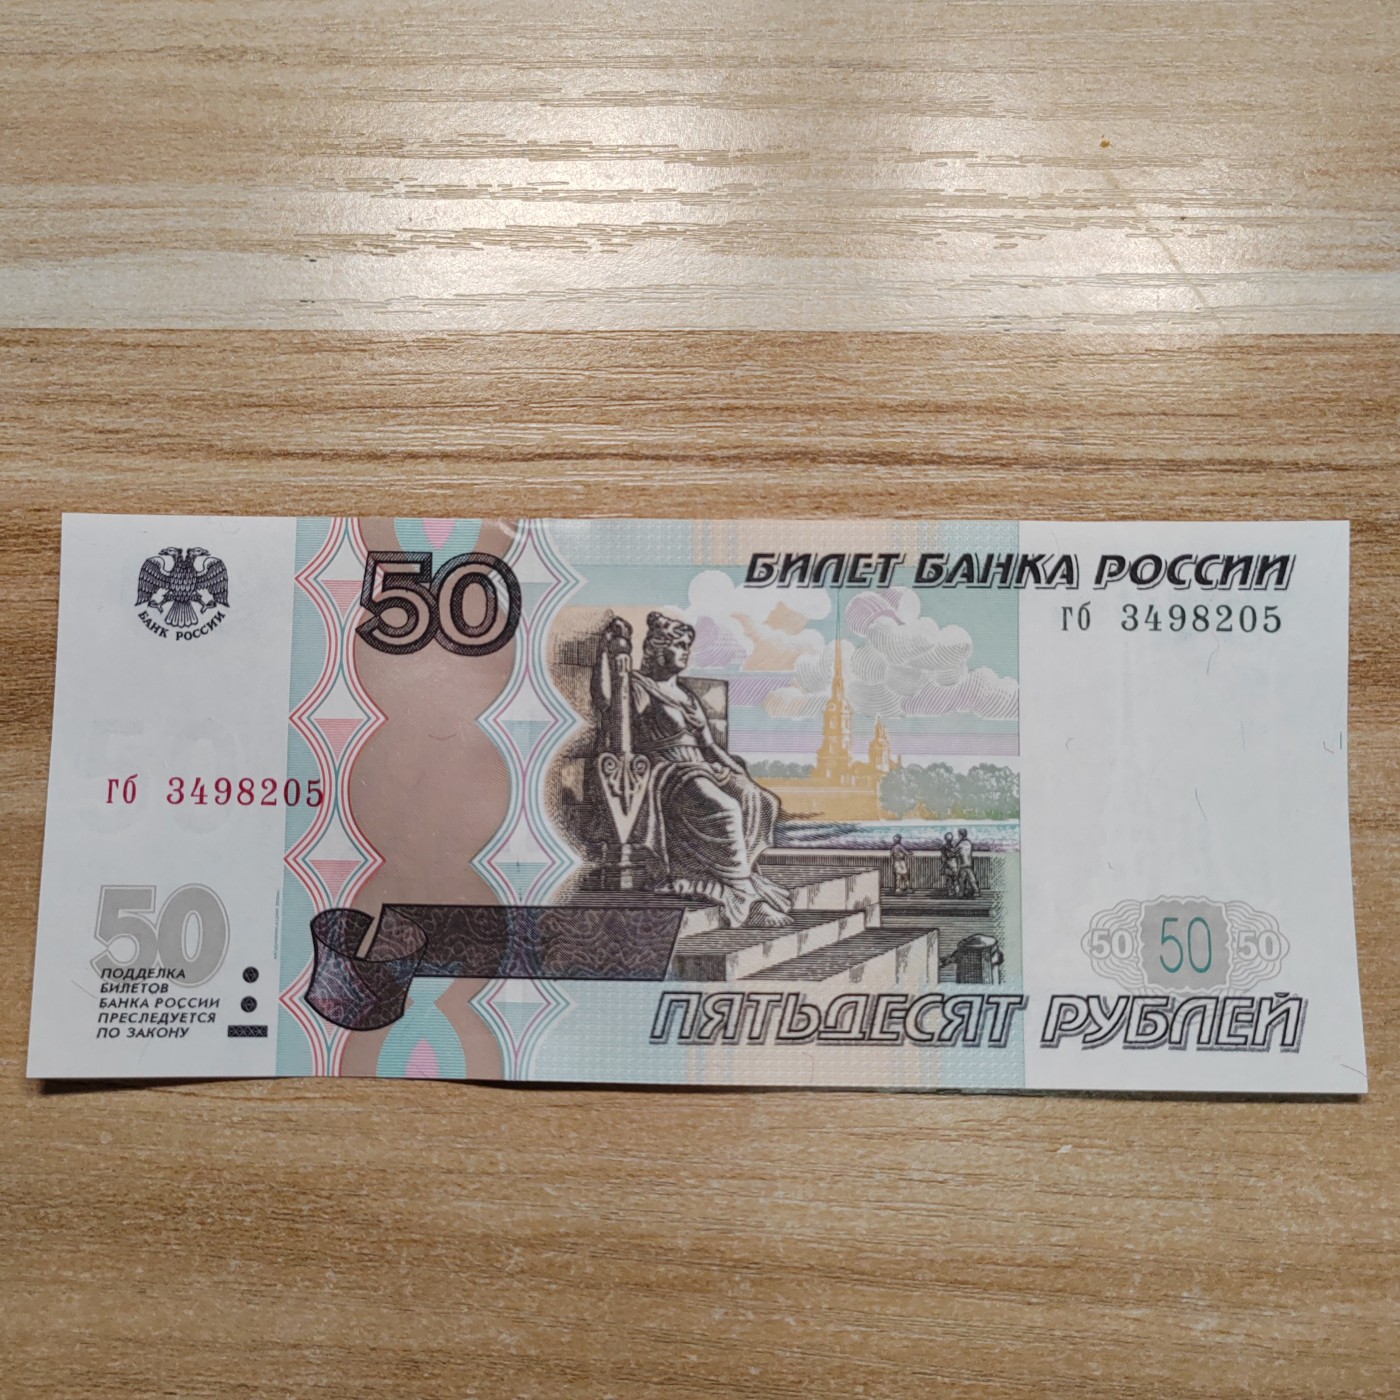 50
БИЛЕТ БАНКА РОССИИ
БАНК РОССИИ
гб 3498205
гб 3498205
50
ПОДДЕЛКА
БИЛЕТОВ
БАНКА РОССИИ
ПРЕСЛЕДУЕТСЯ
ПО ЗАКОНУ
50 50 50
ПЯТЬДЕСЯТ РУБЛЕЙ